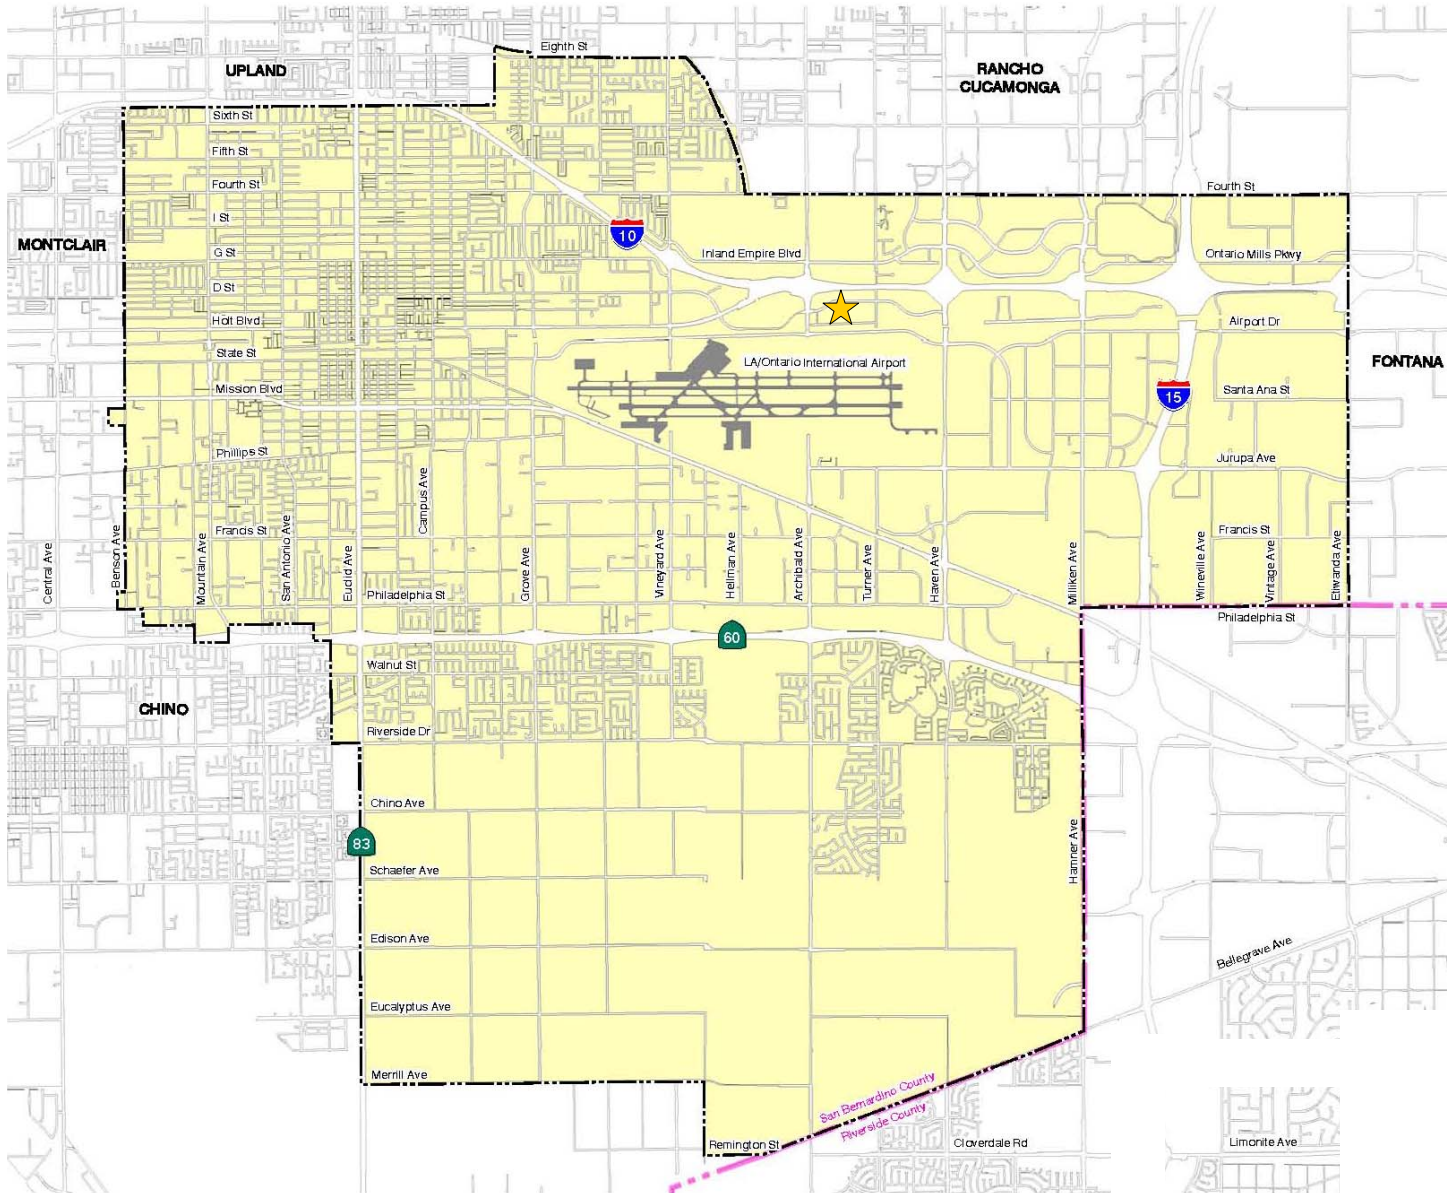 Eighth St
UPLAND
RANCHO
CUCAMONGA
Sixth St
Fifth St
Fourth St
Fourth St
I St
10
MONTCLAIR
G St
Inland Empire Blvd
Ontario Mills Pkwy
D St
Holt Blvd
Airport Dr
State St
LA/Ontario International Airport
FONTANA
Mission Blvd
Santa Ana St
15
Phillips St
Jurupa Ave
Campus Ave
Francis St
Francis St
Central Ave
Benson Ave
Mountain Ave
San Antonio Ave
Euclid Ave
Grove Ave
Vineyard Ave
Hellman Ave
Archibald Ave
Turner Ave
Haven Ave
Milliken Ave
Wineville Ave
Vintage Ave
Etiwanda Ave
Philadelphia St
Philadelphia St
60
Walnut St
CHINO
Riverside Dr
Chino Ave
83
Hamner Ave
Schaefer Ave
Edison Ave
Bellegrave Ave
Eucalyptus Ave
Merrill Ave
San Bernardino County
Riverside County
Remington St
Cloverdale Rd
Limonite Ave